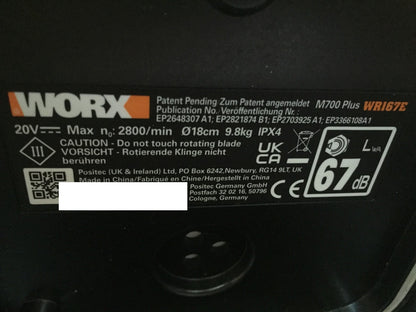 WORX
Patent Pending·Zum Patent angemeldet M700 Plus WR167E
Publication No. Veröffentlichung Nr.:
EP2648307 A1; EP2821874 B1; EP2703925 A1; EP3366108A1
20V Max n₀: 2800/min Ø18cm 9.8kg IPX4
III
CAUTION - Do not touch rotating blade
VORSICHT - Rotierende Klinge nicht
berühren
Positec (UK & Ireland) Ltd, PO Box 6242,Newbury, RG14 9LT, UK
Made in China/Fabriqué en Chine/Hergestellt in China
Positec Germany GmbH
Postfach 32 02 16, 50796
Cologne, Germany
UK
CA
CE
LWA
67
dB